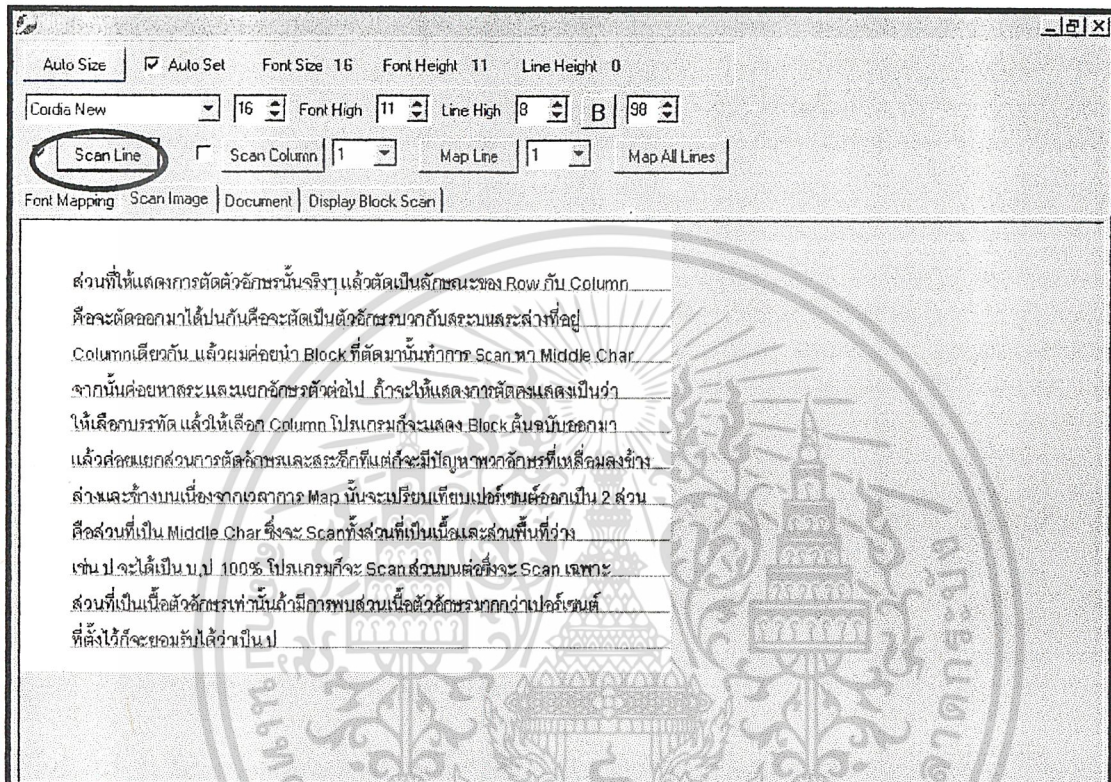 Auto Size Auto Set Font Size 16 Font Height 11 Line Height 0
Cordia New 16 Font High 11 Line High 8 B 98
Scan Line Scan Column 1 Map Line 1 Map All Lines
Font Mapping Scan Image Document Display Block Scan
ส่วนที่ให้แสดงการตัดตัวอักษรนั้นจริงๆ แล้วตัดเป็นลักษณะของ Row กับ Column
คือจะตัดออกมาได้ปนกันคือจะตัดเป็นตัวอักษรบวกกับสระบนสระล่างที่อยู่
Columnเดียวกัน แล้วผมค่อยนำ Block ที่ตัดมานั้นทำการ Scan หา Middle Char
จากนั้นค่อยหาสระและแยกอักษรตัวต่อไป ถ้าจะให้แสดงการตัดคงแสดงเป็นว่า
ให้เลือกบรรทัด แล้วให้เลือก Column โปรแกรมก็จะแสดง Block ต้นฉบับออกมา
แล้วค่อยแยกส่วนการตัดอักษรและสระอีกทีแต่ก็จะมีปัญหาพวกอักษรที่เหลื่อมลงข้าง
ล่างและข้างบนเนื่องจากเวลาการ Map นั้นจะเปรียบเทียบเปอร์เซนต์ออกเป็น 2 ส่วน
คือส่วนที่เป็น Middle Char ซึ่งจะ Scanทั้งส่วนที่เป็นเนื้อและส่วนพื้นที่ว่าง
เช่น ป จะได้เป็น บ,ป 100% โปรแกรมก็จะ Scan ส่วนบนต่อซึ่งจะ Scan เฉพาะ
ส่วนที่เป็นเนื้อตัวอักษรเท่านั้นถ้ามีการพบส่วนเนื้อตัวอักษรมากกว่าเปอร์เซนต์
ที่ตั้งไว้ก็จะยอมรับได้ว่าเป็น ป